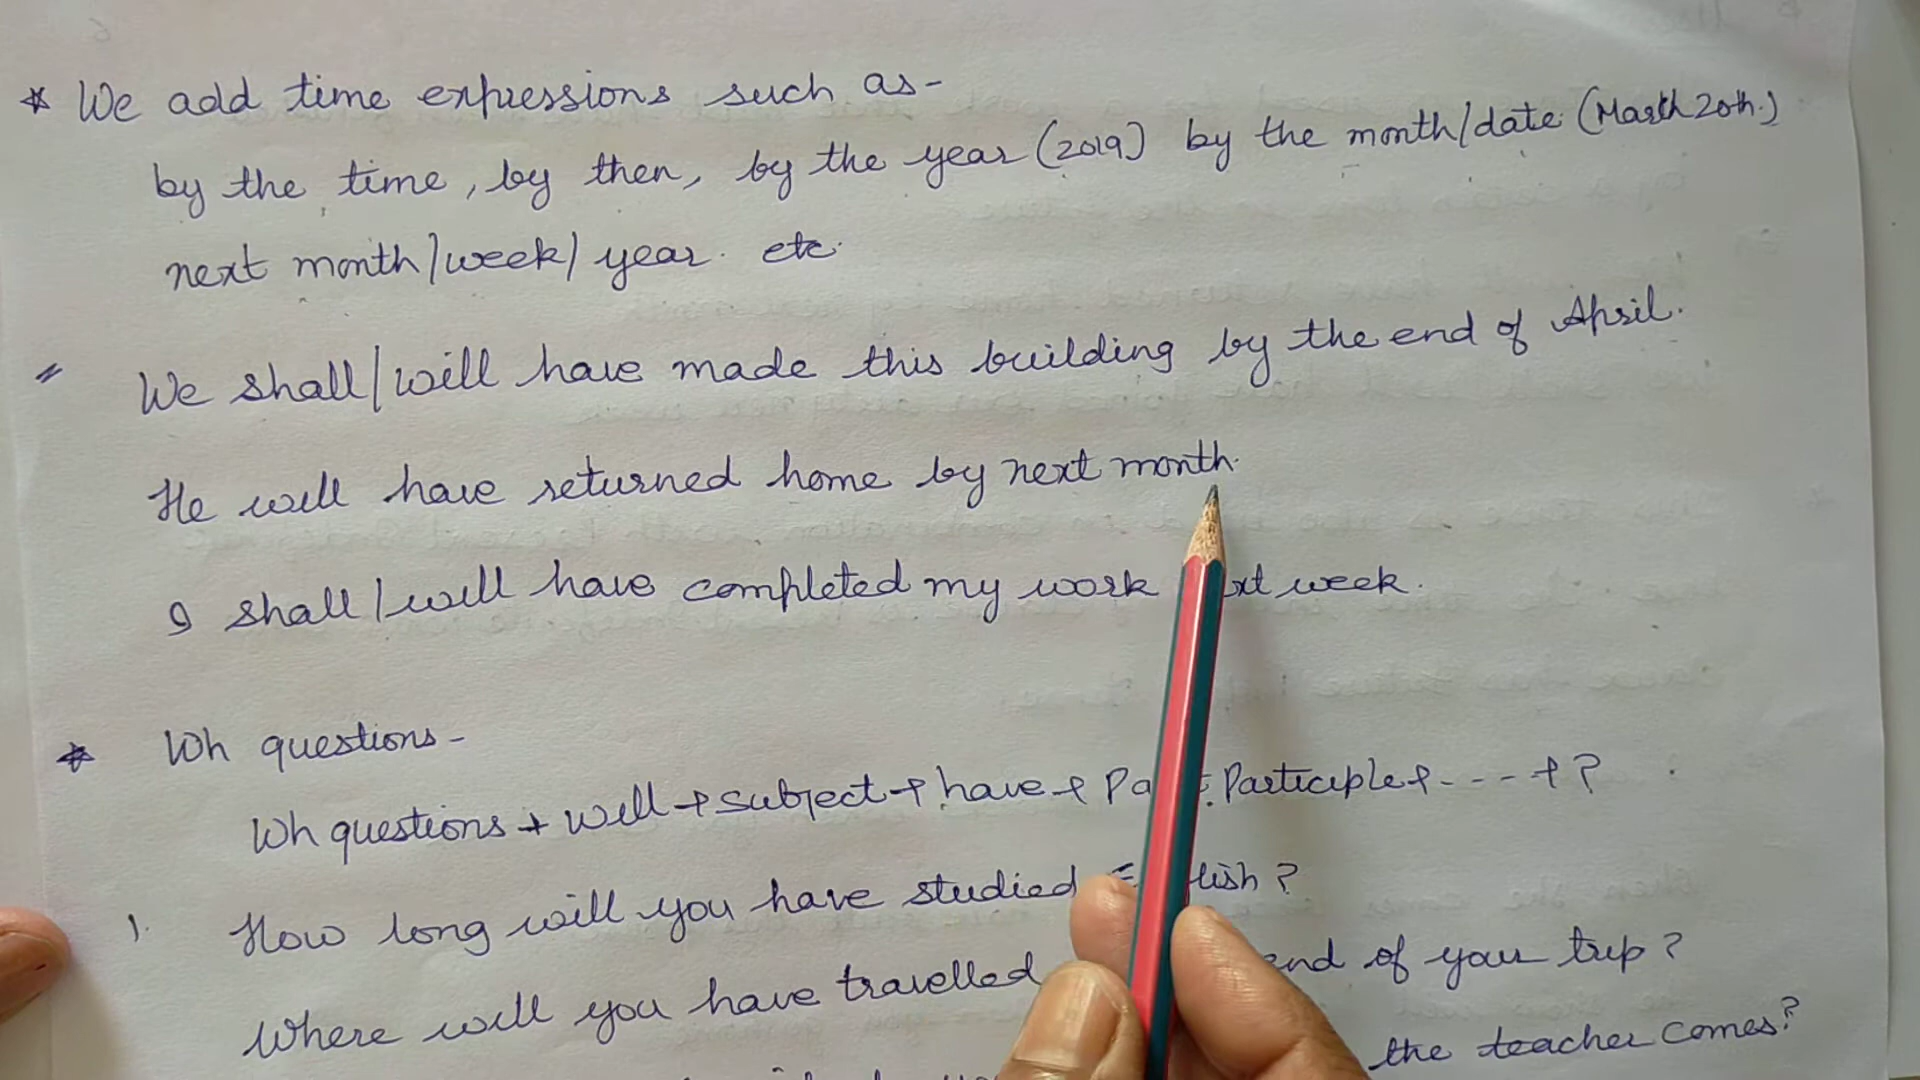 * We add time expressions such as-
by the time, by then, by the year (2019) by the month/date (March 20th.)
next month/week/year. etc.
We shall/will have made this building by the end of April.
He will have returned home by next month.
I shall/will have completed my work week.
* Wh questions-
Wh questions + will + subject + have + Participle + ---- + ?
1. How long will you have studied ?
Where will you have travelled end of your trip?
the teacher comes?